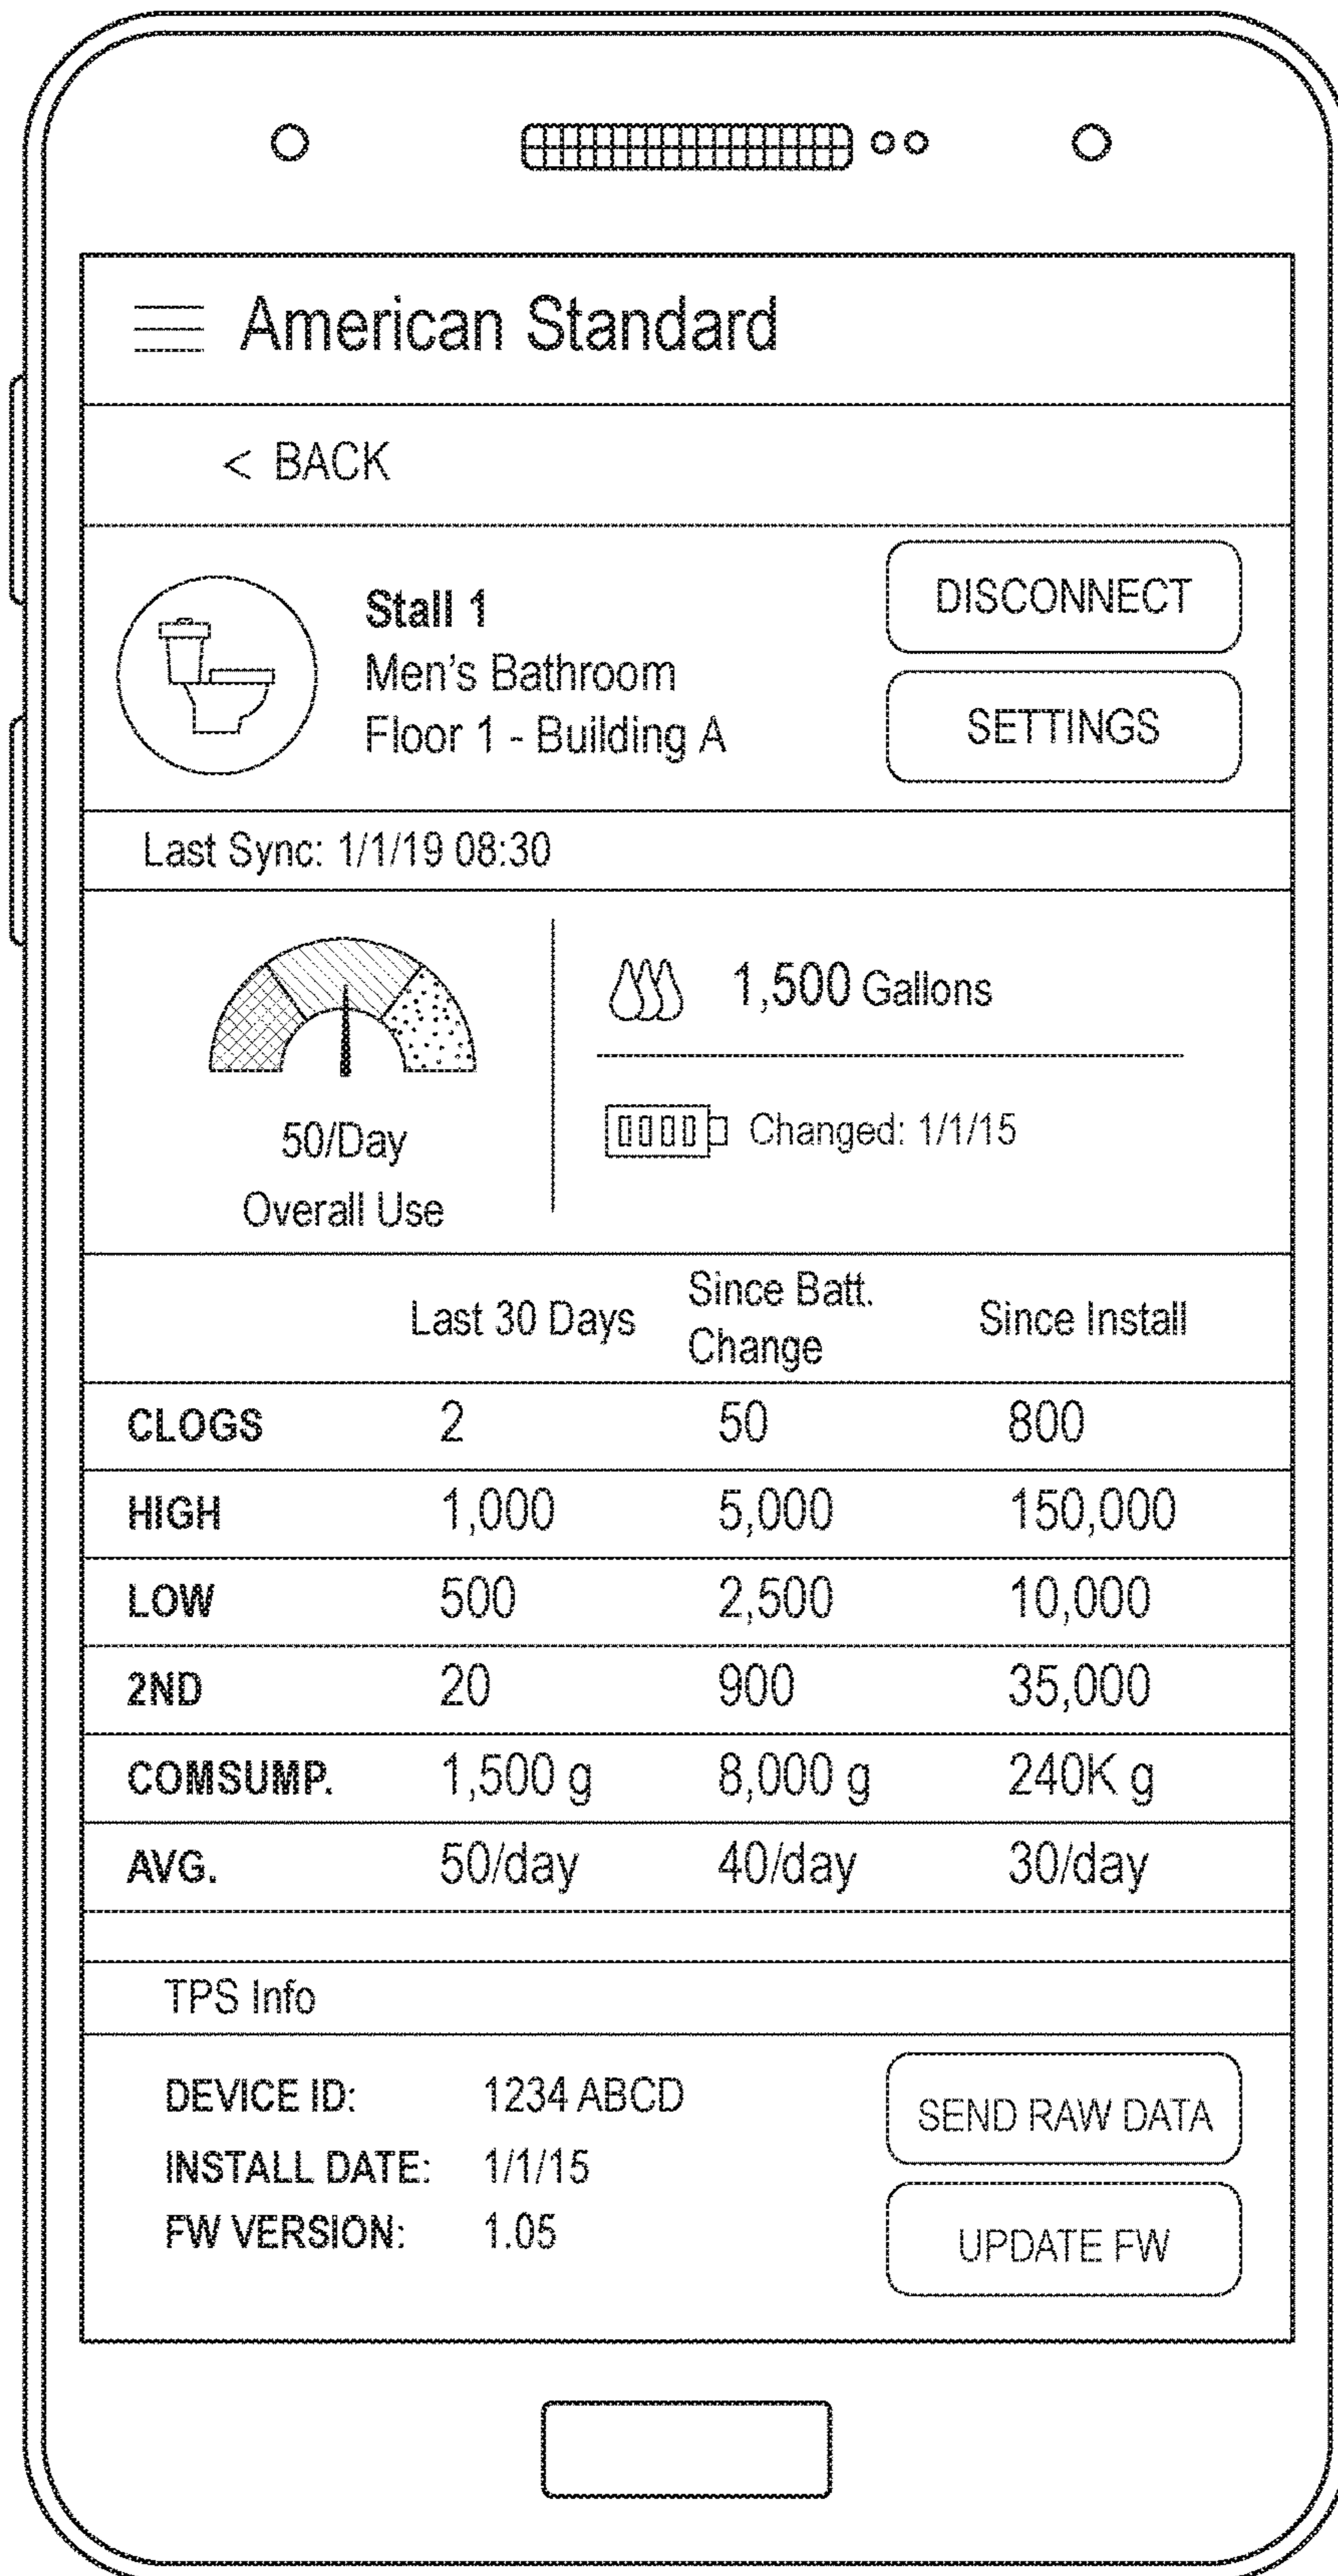 American Standard
< BACK
Stall 1
Men's Bathroom
Floor 1 - Building A
DISCONNECT
SETTINGS
Last Sync: 1/1/19 08:30
50/Day
Overall Use
1,500 Gallons
Changed: 1/1/15
Last 30 Days Since Batt. Change Since Install
CLOGS 2 50 800
HIGH 1,000 5,000 150,000
LOW 500 2,500 10,000
2ND 20 900 35,000
COMSUMP. 1,500 g 8,000 g 240K g
AVG. 50/day 40/day 30/day
TPS Info
DEVICE ID: 1234 ABCD
INSTALL DATE: 1/1/15
FW VERSION: 1.05
SEND RAW DATA
UPDATE FW